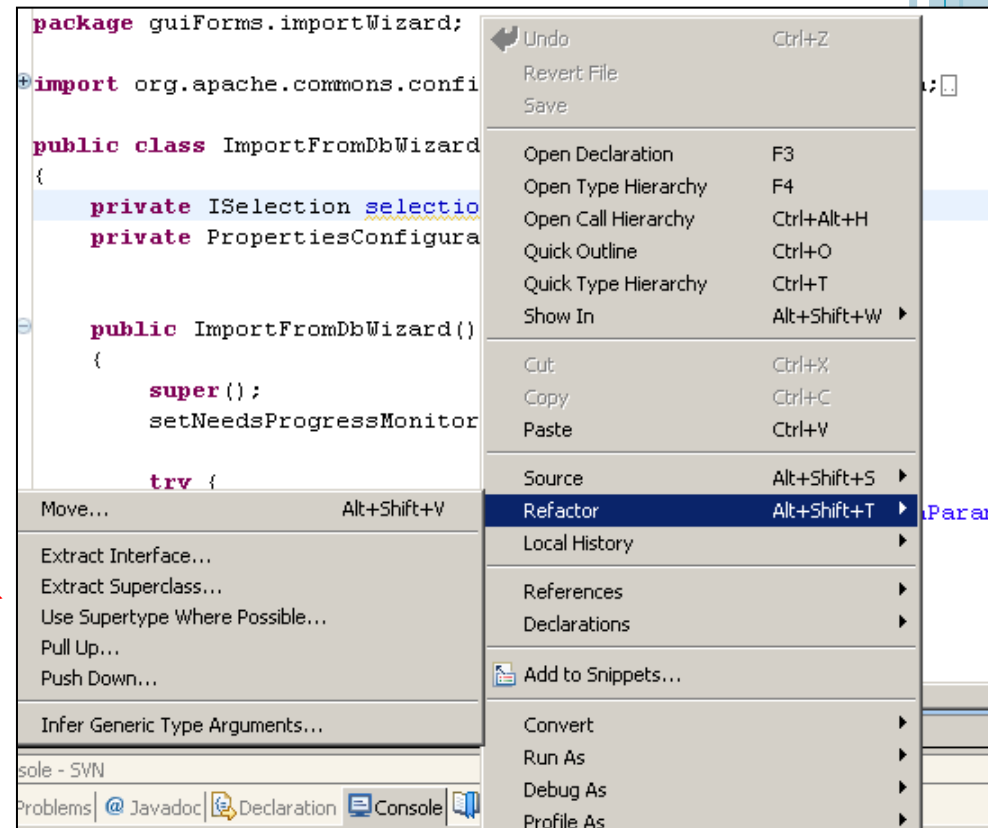 package guiForms.importWizard;
import org.apache.commons.confi
;
public class ImportFromDbWizard
{
private ISelection selectio
private PropertiesConfigura
public ImportFromDbWizard()
{
super();
setNeedsProgressMonitor
try {
Undo Ctrl+Z
Revert File
Save
Open Declaration F3
Open Type Hierarchy F4
Open Call Hierarchy Ctrl+Alt+H
Quick Outline Ctrl+O
Quick Type Hierarchy Ctrl+T
Show In Alt+Shift+W
Cut Ctrl+X
Copy Ctrl+C
Paste Ctrl+V
Source Alt+Shift+S
Refactor Alt+Shift+T
Local History
References
Declarations
Add to Snippets...
Convert
Run As
Debug As
Profile As
Move... Alt+Shift+V
Extract Interface...
Extract Superclass...
Use Supertype Where Possible...
Pull Up...
Push Down...
Infer Generic Type Arguments...
nParam
sole - SVN
Problems @ Javadoc Declaration Console